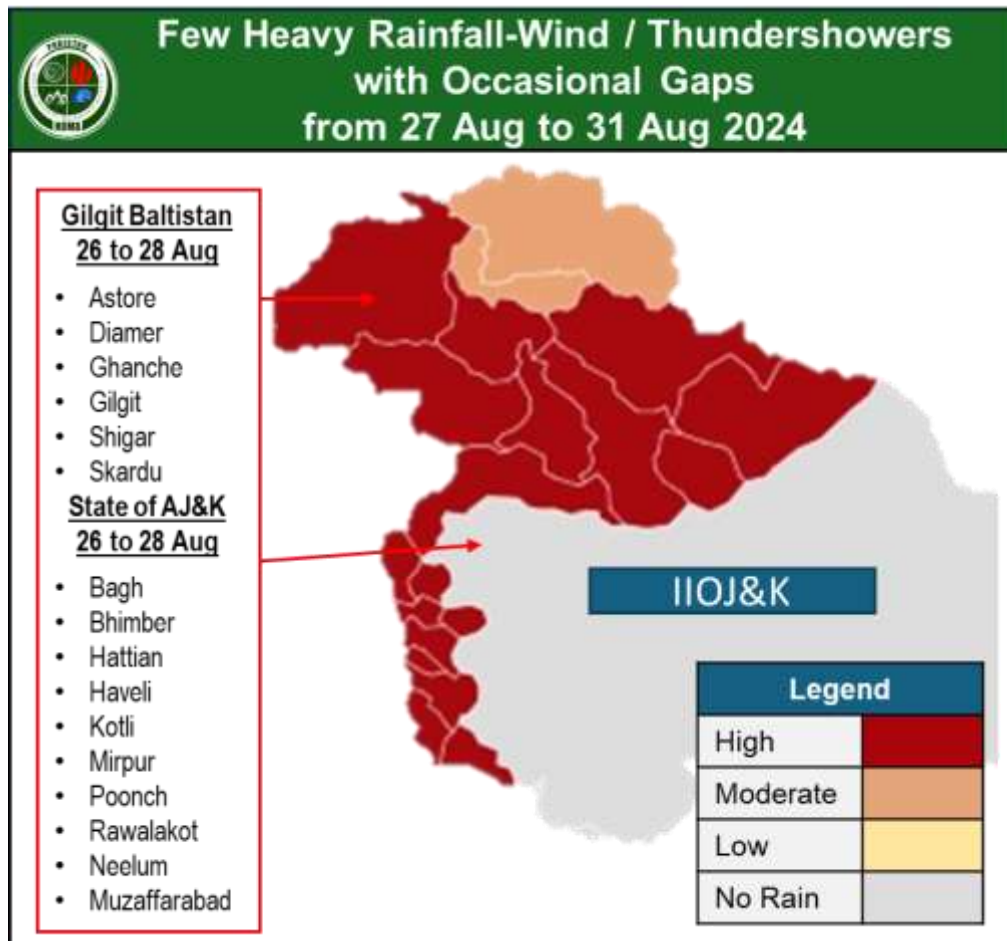 Few Heavy Rainfall-Wind / Thundershowers
with Occasional Gaps
from 27 Aug to 31 Aug 2024
PAKISTAN
NDMA
Gilgit Baltistan
26 to 28 Aug
• Astore
• Diamer
• Ghanche
• Gilgit
• Shigar
• Skardu
State of AJ&K
26 to 28 Aug
• Bagh
• Bhimber
• Hattian
• Haveli
• Kotli
• Mirpur
• Poonch
• Rawalakot
• Neelum
• Muzaffarabad
IIOJ&K
Legend
High
Moderate
Low
No Rain